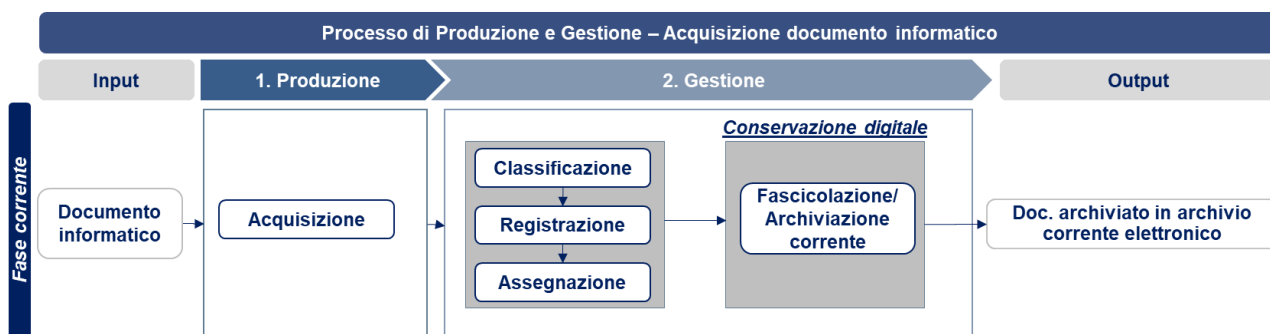 Processo di Produzione e Gestione – Acquisizione documento informatico
Input
1. Produzione
2. Gestione
Output
Fase corrente
Documento
informatico
Acquisizione
Classificazione
Registrazione
Assegnazione
Conservazione digitale
Fascicolazione/
Archiviazione
corrente
Doc. archiviato in archivio
corrente elettronico